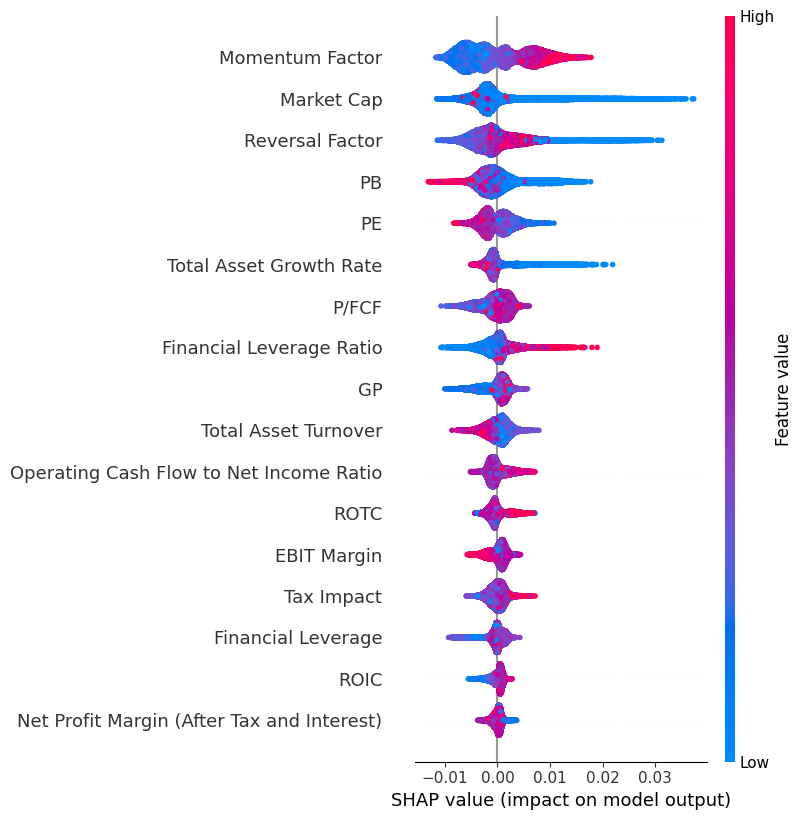 High
Momentum Factor
Market Cap
Reversal Factor
PB
PE
Total Asset Growth Rate
P/FCF
Financial Leverage Ratio
GP
Total Asset Turnover
Operating Cash Flow to Net Income Ratio
ROTC
EBIT Margin
Tax Impact
Financial Leverage
ROIC
Net Profit Margin (After Tax and Interest)
Feature value
Low
−0.01 0.00 0.01 0.02 0.03
SHAP value (impact on model output)